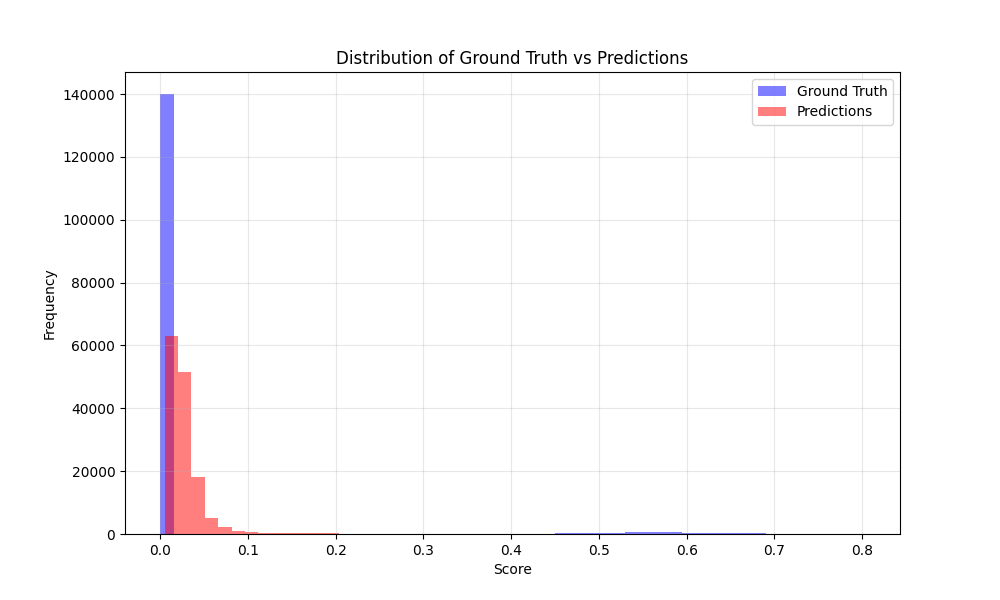 Distribution of Ground Truth vs Predictions
Ground Truth
Predictions
Frequency
140000
120000
100000
80000
60000
40000
20000
0
0.0 0.1 0.2 0.3 0.4 0.5 0.6 0.7 0.8
Score